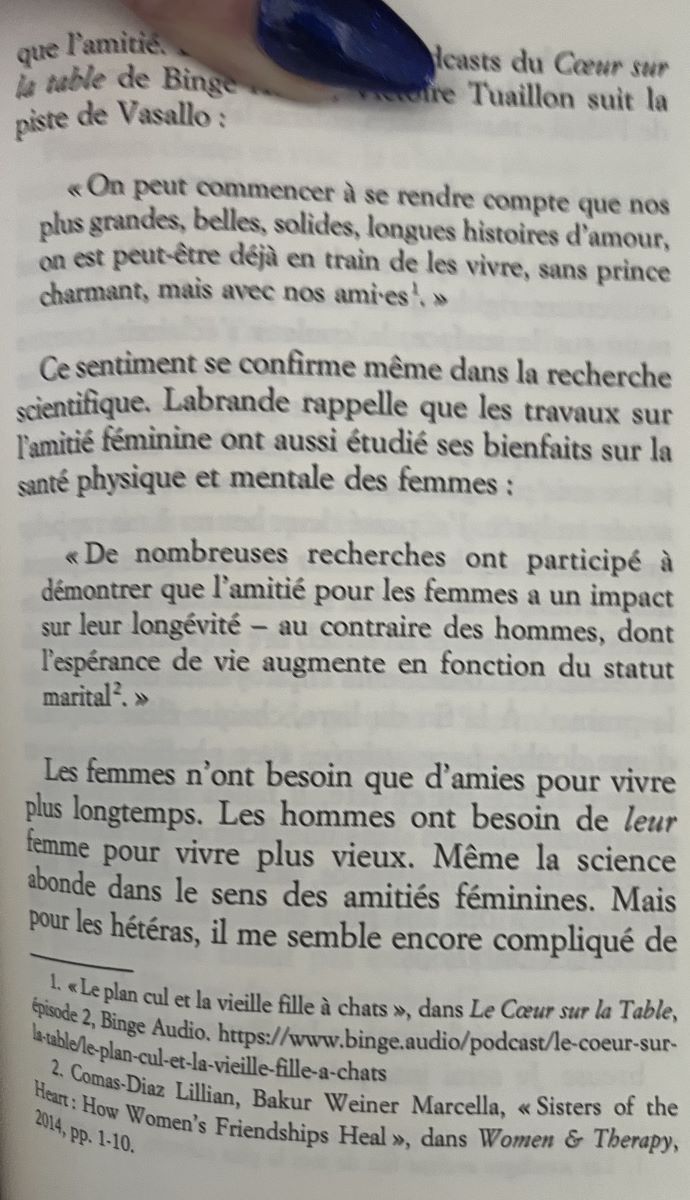 que l'amitié. dcasts du Cœur sur
la table de Binge Victoire Tuaillon suit la
piste de Vasallo :
« On peut commencer à se rendre compte que nos
plus grandes, belles, solides, longues histoires d'amour,
on est peut-être déjà en train de les vivre, sans prince
charmant, mais avec nos ami·es¹. »
Ce sentiment se confirme même dans la recherche
scientifique. Labrande rappelle que les travaux sur
l'amitié féminine ont aussi étudié ses bienfaits sur la
santé physique et mentale des femmes :
« De nombreuses recherches ont participé à
démontrer que l'amitié pour les femmes a un impact
sur leur longévité – au contraire des hommes, dont
l'espérance de vie augmente en fonction du statut
marital². »
Les femmes n'ont besoin que d'amies pour vivre
plus longtemps. Les hommes ont besoin de leur
femme pour vivre plus vieux. Même la science
abonde dans le sens des amitiés féminines. Mais
pour les hétéras, il me semble encore compliqué de
1. « Le plan cul et la vieille fille à chats », dans Le Cœur sur la Table,
épisode 2, Binge Audio. https://www.binge.audio/podcast/le-coeur-sur-
la-table/le-plan-cul-et-la-vieille-fille-a-chats
2. Comas-Diaz Lillian, Bakur Weiner Marcella, « Sisters of the
Heart : How Women's Friendships Heal », dans Women & Therapy,
2014, pp. 1-10.